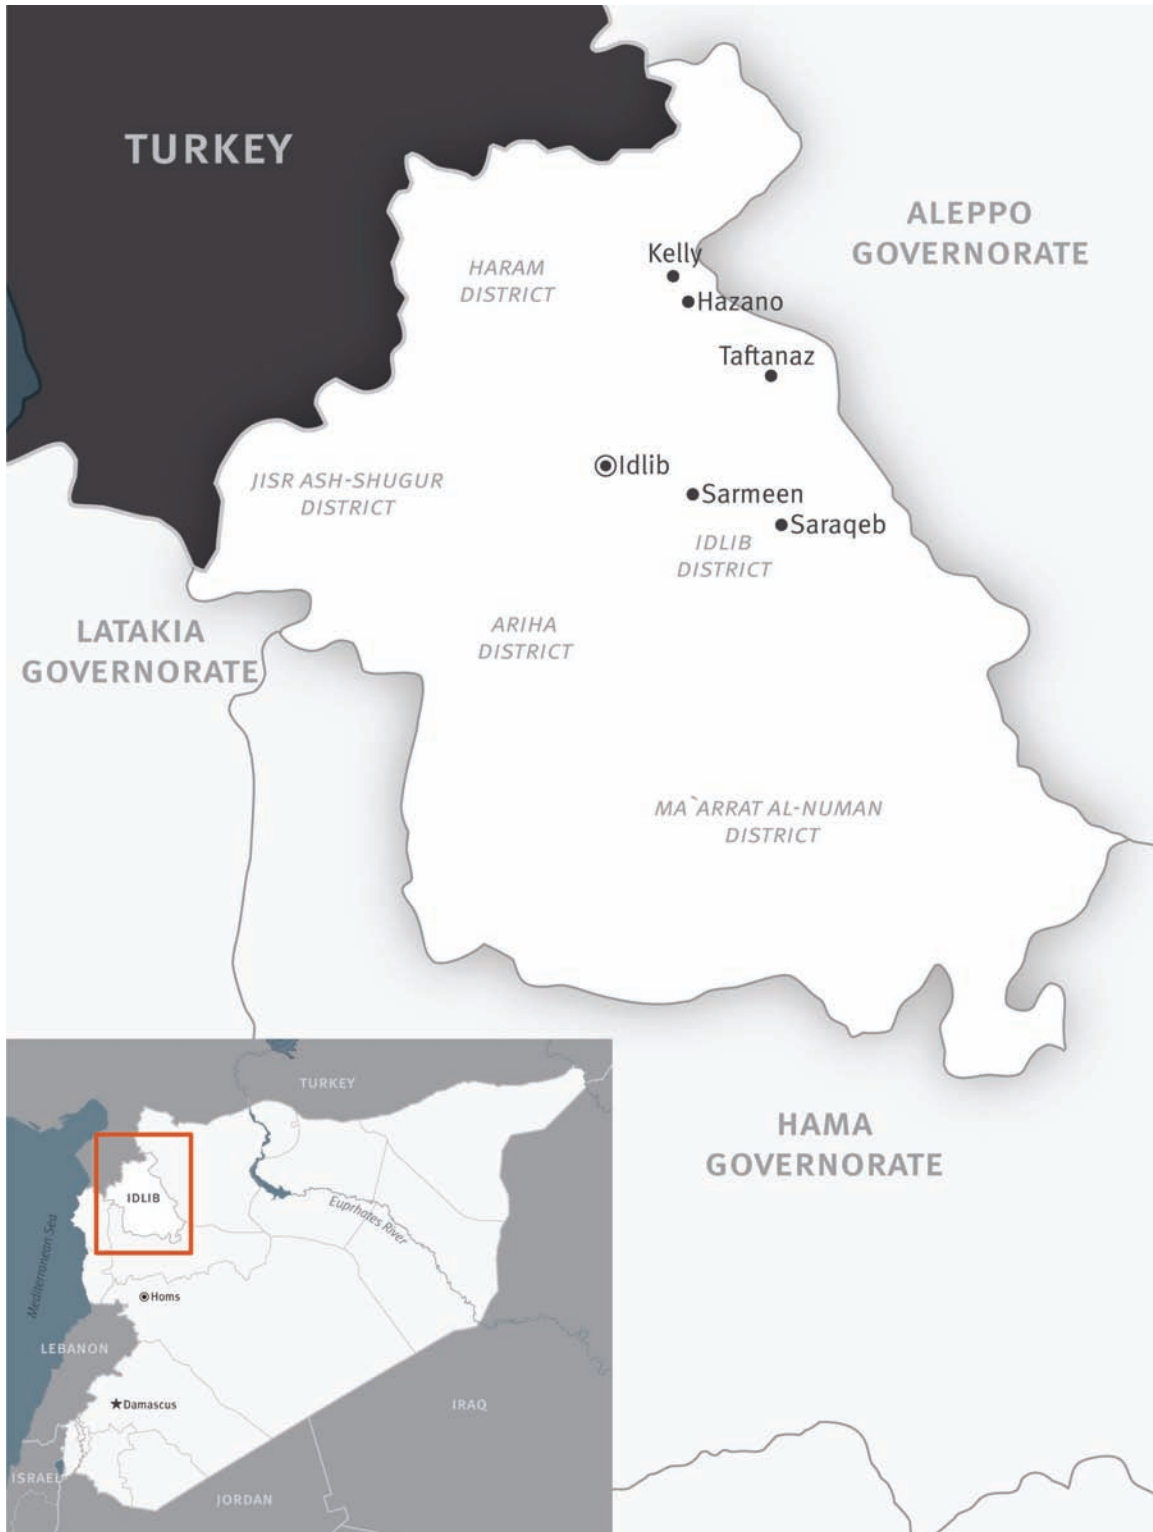 TURKEY
ALEPPO
GOVERNORATE
Kelly
HARAM
DISTRICT
Hazano
Taftanaz
Idlib
JISR ASH-SHUGUR
DISTRICT
Sarmeen
Saraqeb
IDLIB
DISTRICT
LATAKIA
GOVERNORATE
ARIHA
DISTRICT
MA`ARRAT AL-NUMAN
DISTRICT
HAMA
GOVERNORATE
TURKEY
IDLIB
Euprhates River
Mediterranean Sea
Homs
LEBANON
Damascus
IRAQ
ISRAEL
JORDAN